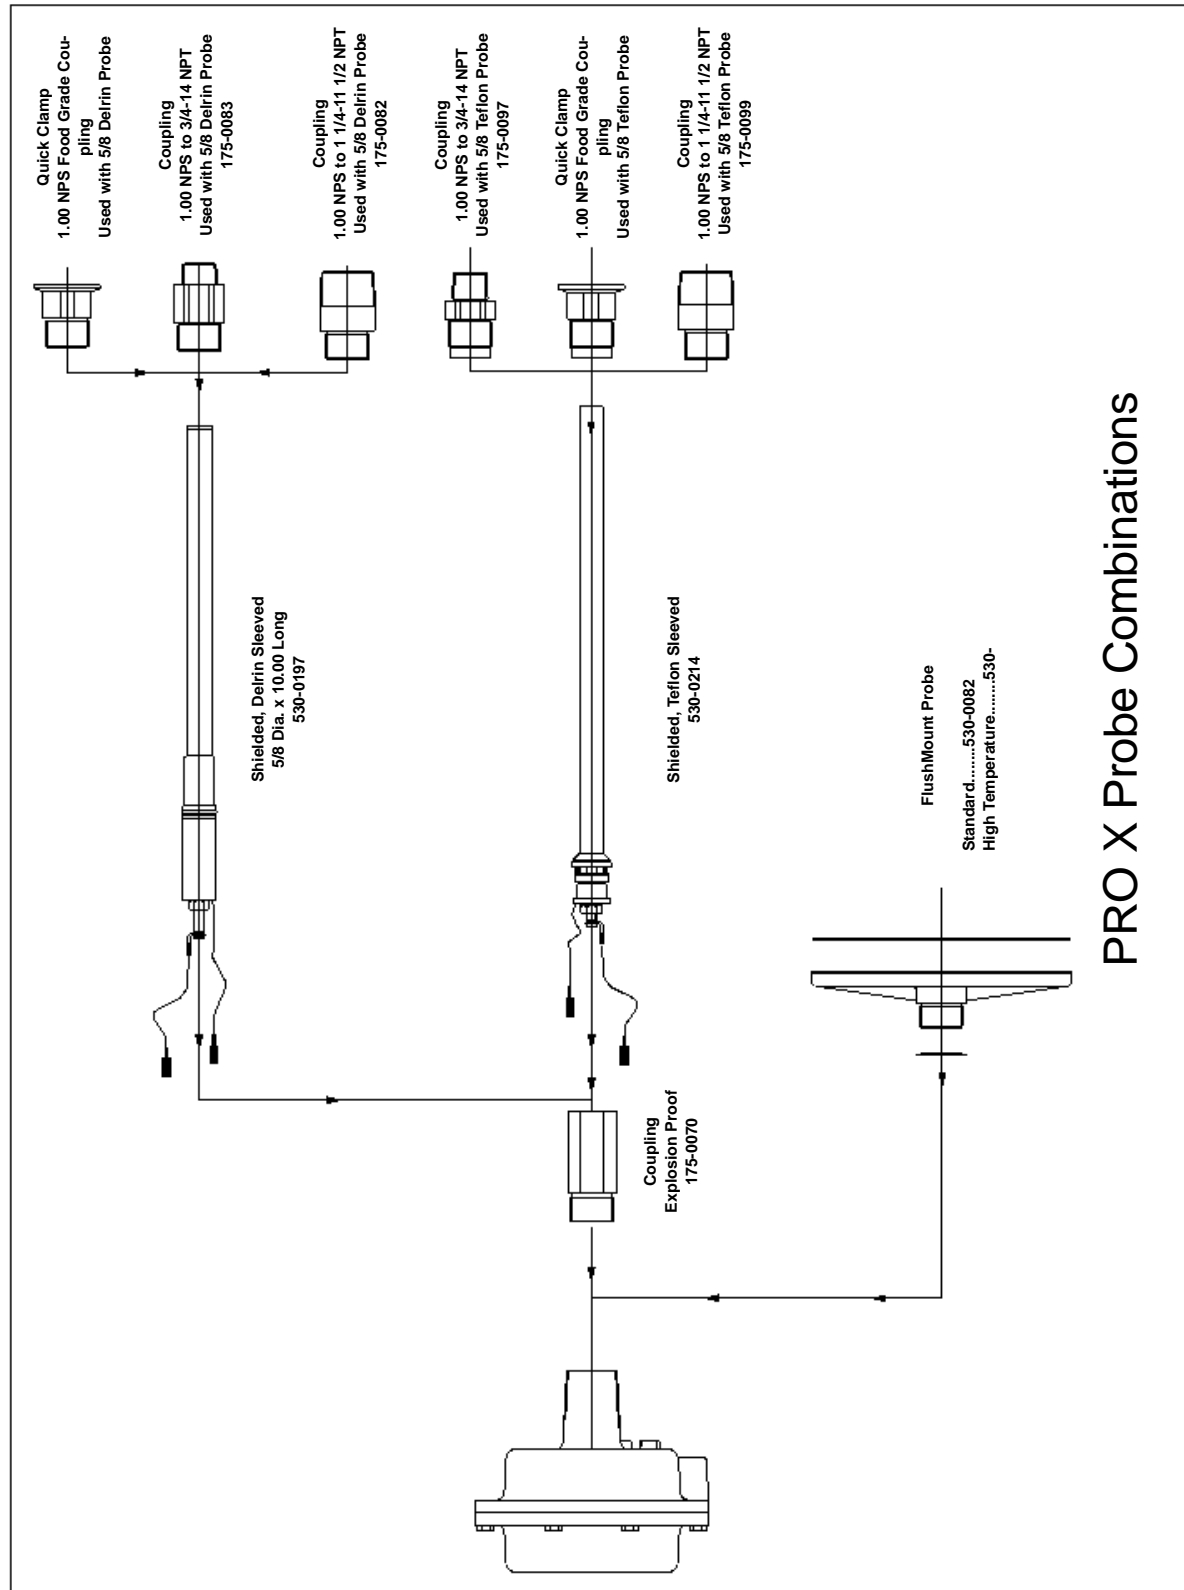 Quick Clamp
1.00 NPS Food Grade Cou-
pling
Used with 5/8 Delrin Probe
Coupling
1.00 NPS to 3/4-14 NPT
Used with 5/8 Delrin Probe
175-0083
Coupling
1.00 NPS to 1 1/4-11 1/2 NPT
Used with 5/8 Delrin Probe
175-0082
Coupling
1.00 NPS to 3/4-14 NPT
Used with 5/8 Teflon Probe
175-0097
Quick Clamp
1.00 NPS Food Grade Cou-
pling
Used with 5/8 Teflon Probe
Coupling
1.00 NPS to 1 1/4-11 1/2 NPT
Used with 5/8 Teflon Probe
175-0099
Shielded, Delrin Sleeved
5/8 Dia. x 10.00 Long
530-0197
Shielded, Teflon Sleeved
530-0214
FlushMount Probe
Standard........530-0082
High Temperature........530-
Coupling
Explosion Proof
175-0070
PRO X Probe Combinations